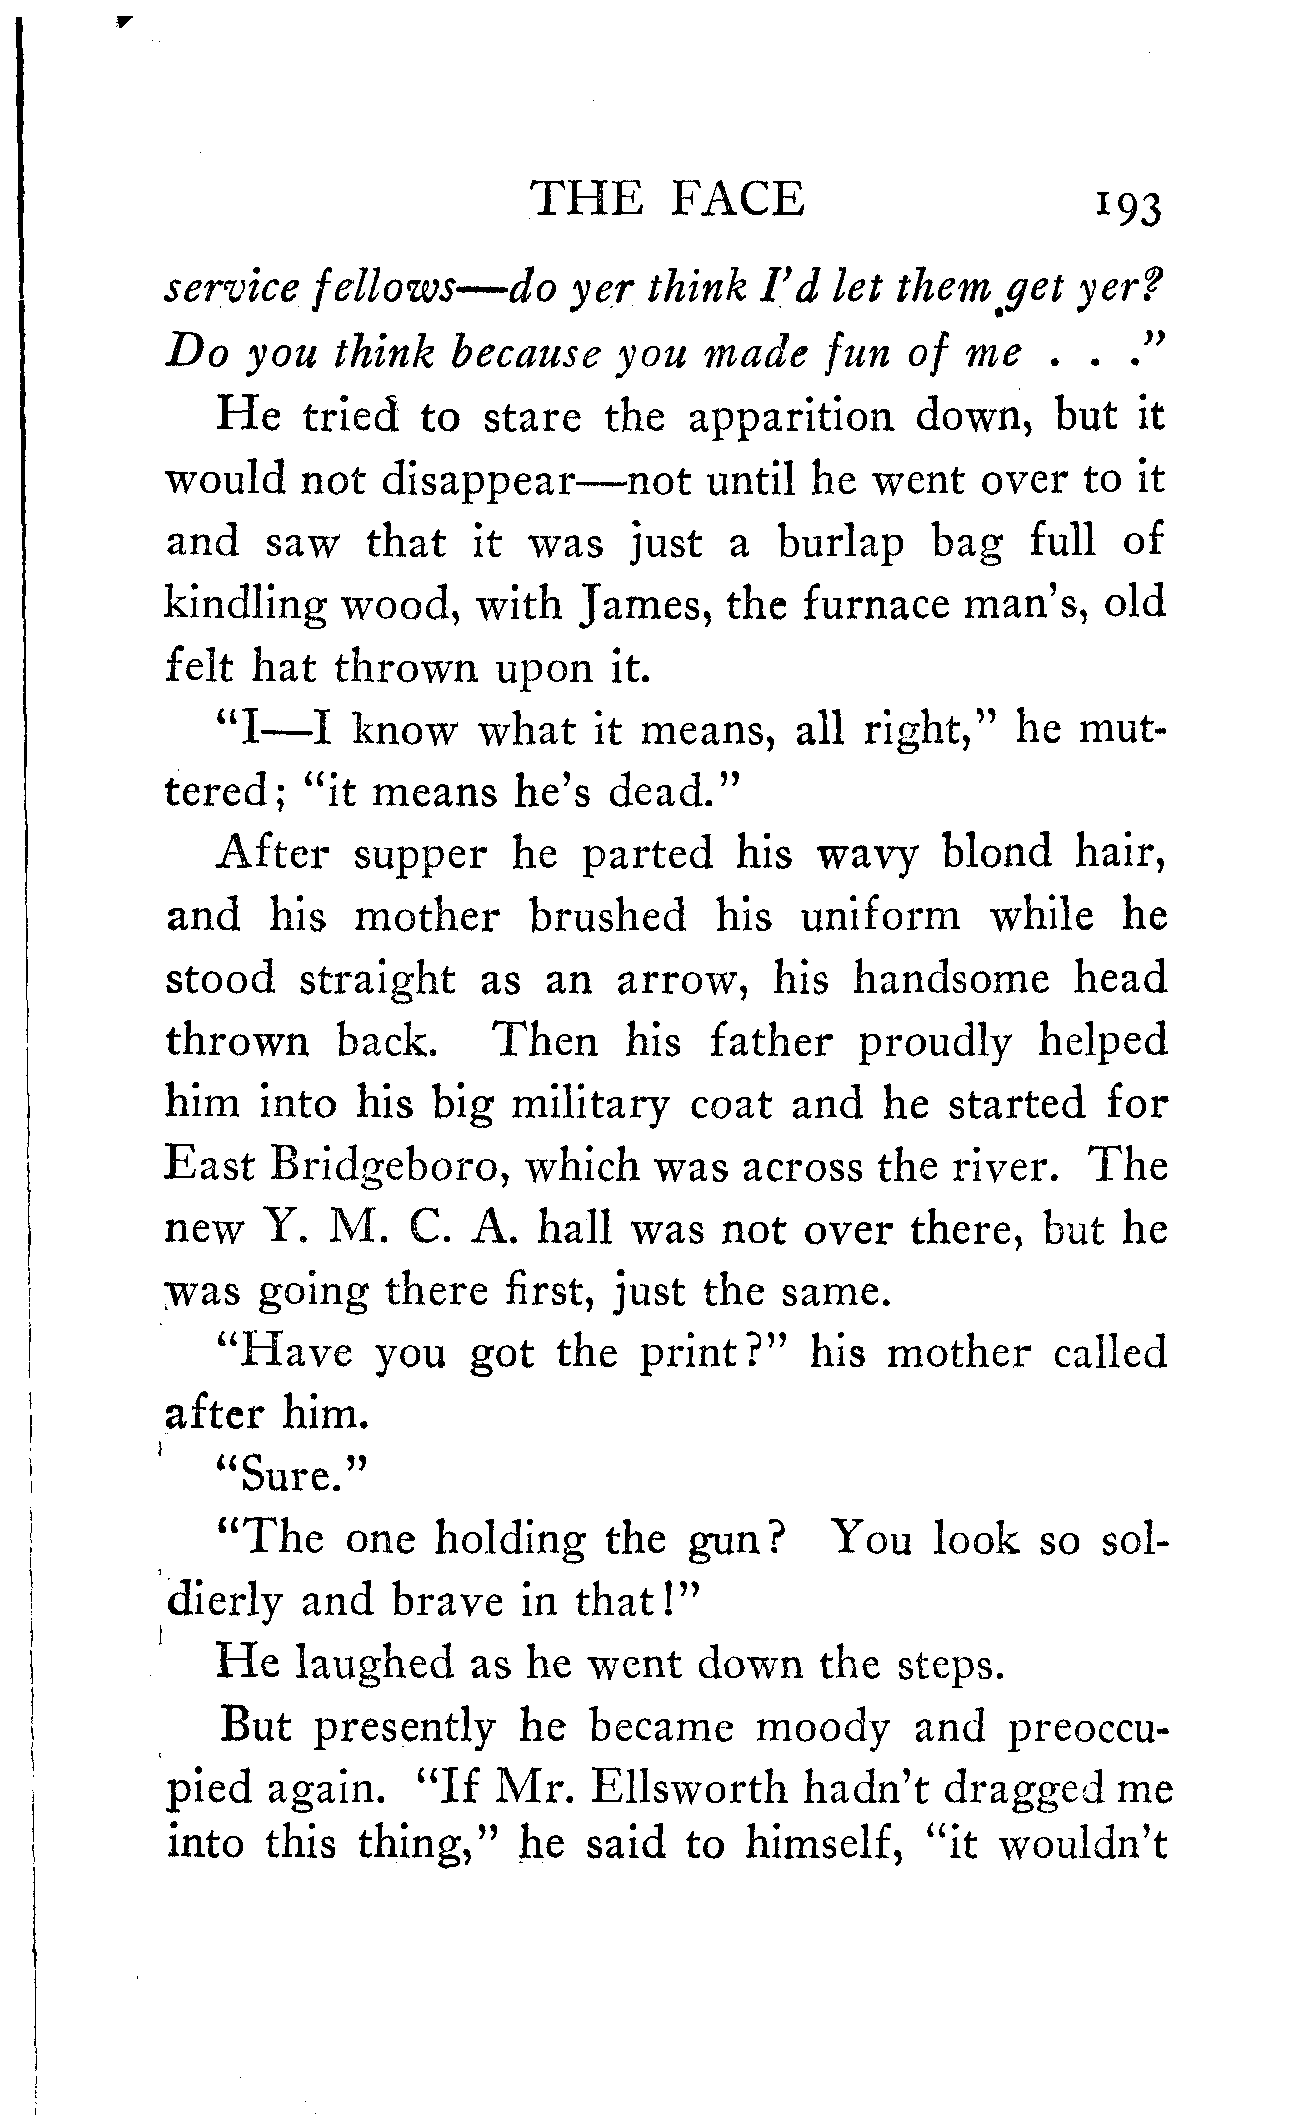 THE FACE 193
service fellows—do yer think I'd let them get yer?
Do you think because you made fun of me . . ."
He tried to stare the apparition down, but it
would not disappear—not until he went over to it
and saw that it was just a burlap bag full of
kindling wood, with James, the furnace man's, old
felt hat thrown upon it.
"I—I know what it means, all right," he mut-
tered; "it means he's dead."
After supper he parted his wavy blond hair,
and his mother brushed his uniform while he
stood straight as an arrow, his handsome head
thrown back. Then his father proudly helped
him into his big military coat and he started for
East Bridgeboro, which was across the river. The
new Y. M. C. A. hall was not over there, but he
was going there first, just the same.
"Have you got the print?" his mother called
after him.
"Sure."
"The one holding the gun? You look so sol-
dierly and brave in that!"
He laughed as he went down the steps.
But presently he became moody and preoccu-
pied again. "If Mr. Ellsworth hadn't dragged me
into this thing," he said to himself, "it wouldn't